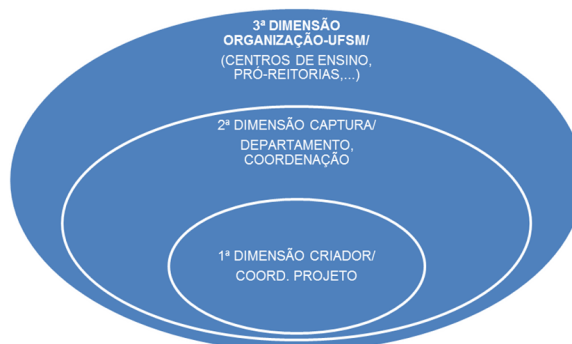 3ª DIMENSÃO
ORGANIZAÇÃO-UFSM/
(CENTROS DE ENSINO,
PRÓ-REITORIAS,...)
2ª DIMENSÃO CAPTURA/
DEPARTAMENTO,
COORDENAÇÃO
1ª DIMENSÃO CRIADOR/
COORD. PROJETO